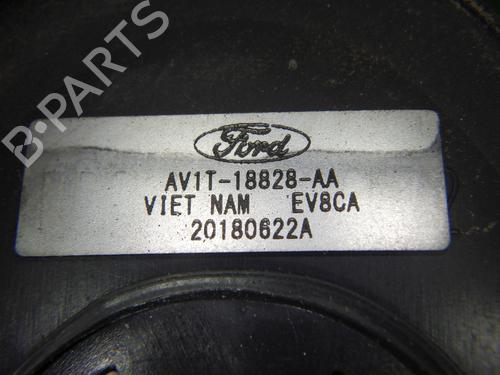 B-PARTS
Ford
AV1T-18828-AA
VIET NAM EV8CA
20180622A